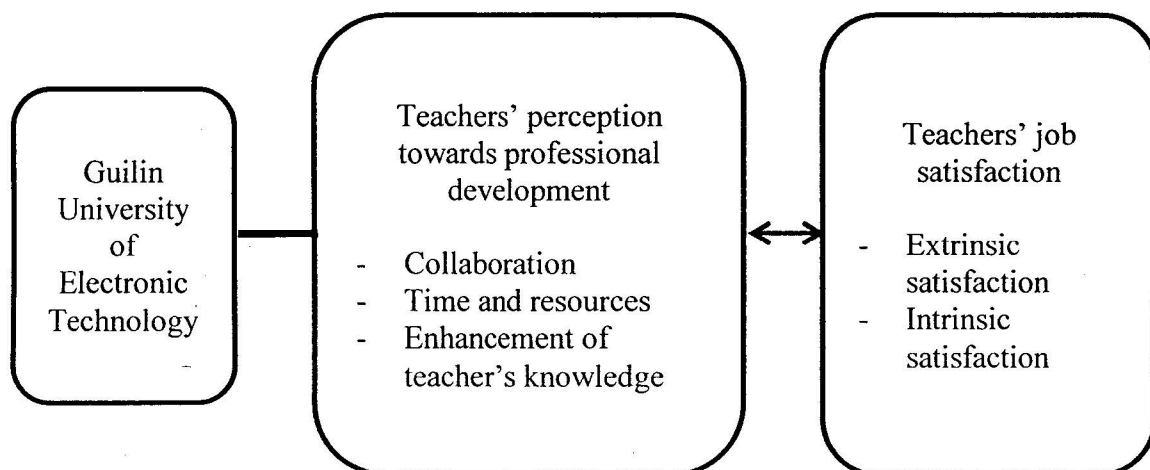 Guilin
University
of
Electronic
Technology
Teachers’ perception
towards professional
development
- Collaboration
- Time and resources
- Enhancement of
teacher’s knowledge
Teachers’ job
satisfaction
- Extrinsic
satisfaction
- Intrinsic
satisfaction